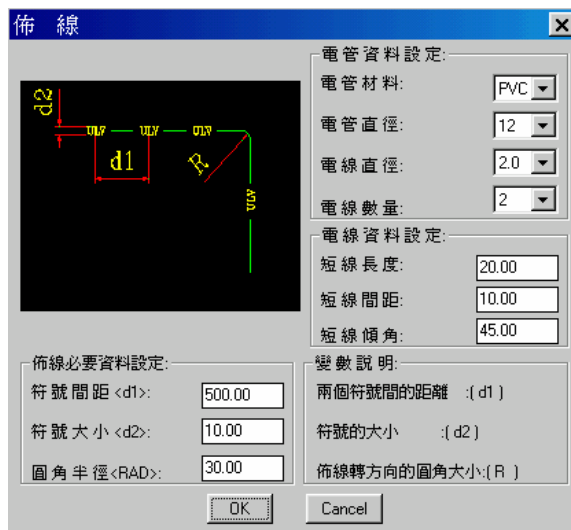 佈 線
d2
ULV
ULV
ULV
d1
R
ULV
電管資料設定:
電管材料: PVC
電管直徑: 12
電線直徑: 2.0
電線數量: 2
電線資料設定:
短線長度: 20.00
短線間距: 10.00
短線傾角: 45.00
佈線必要資料設定:
符號間距<d1>: 500.00
符號大小<d2>: 10.00
圓角半徑<RAD>: 30.00
變數說明:
兩個符號間的距離 :( d1 )
符號的大小 :( d2 )
佈線轉方向的圓角大小:( R )
OK
Cancel